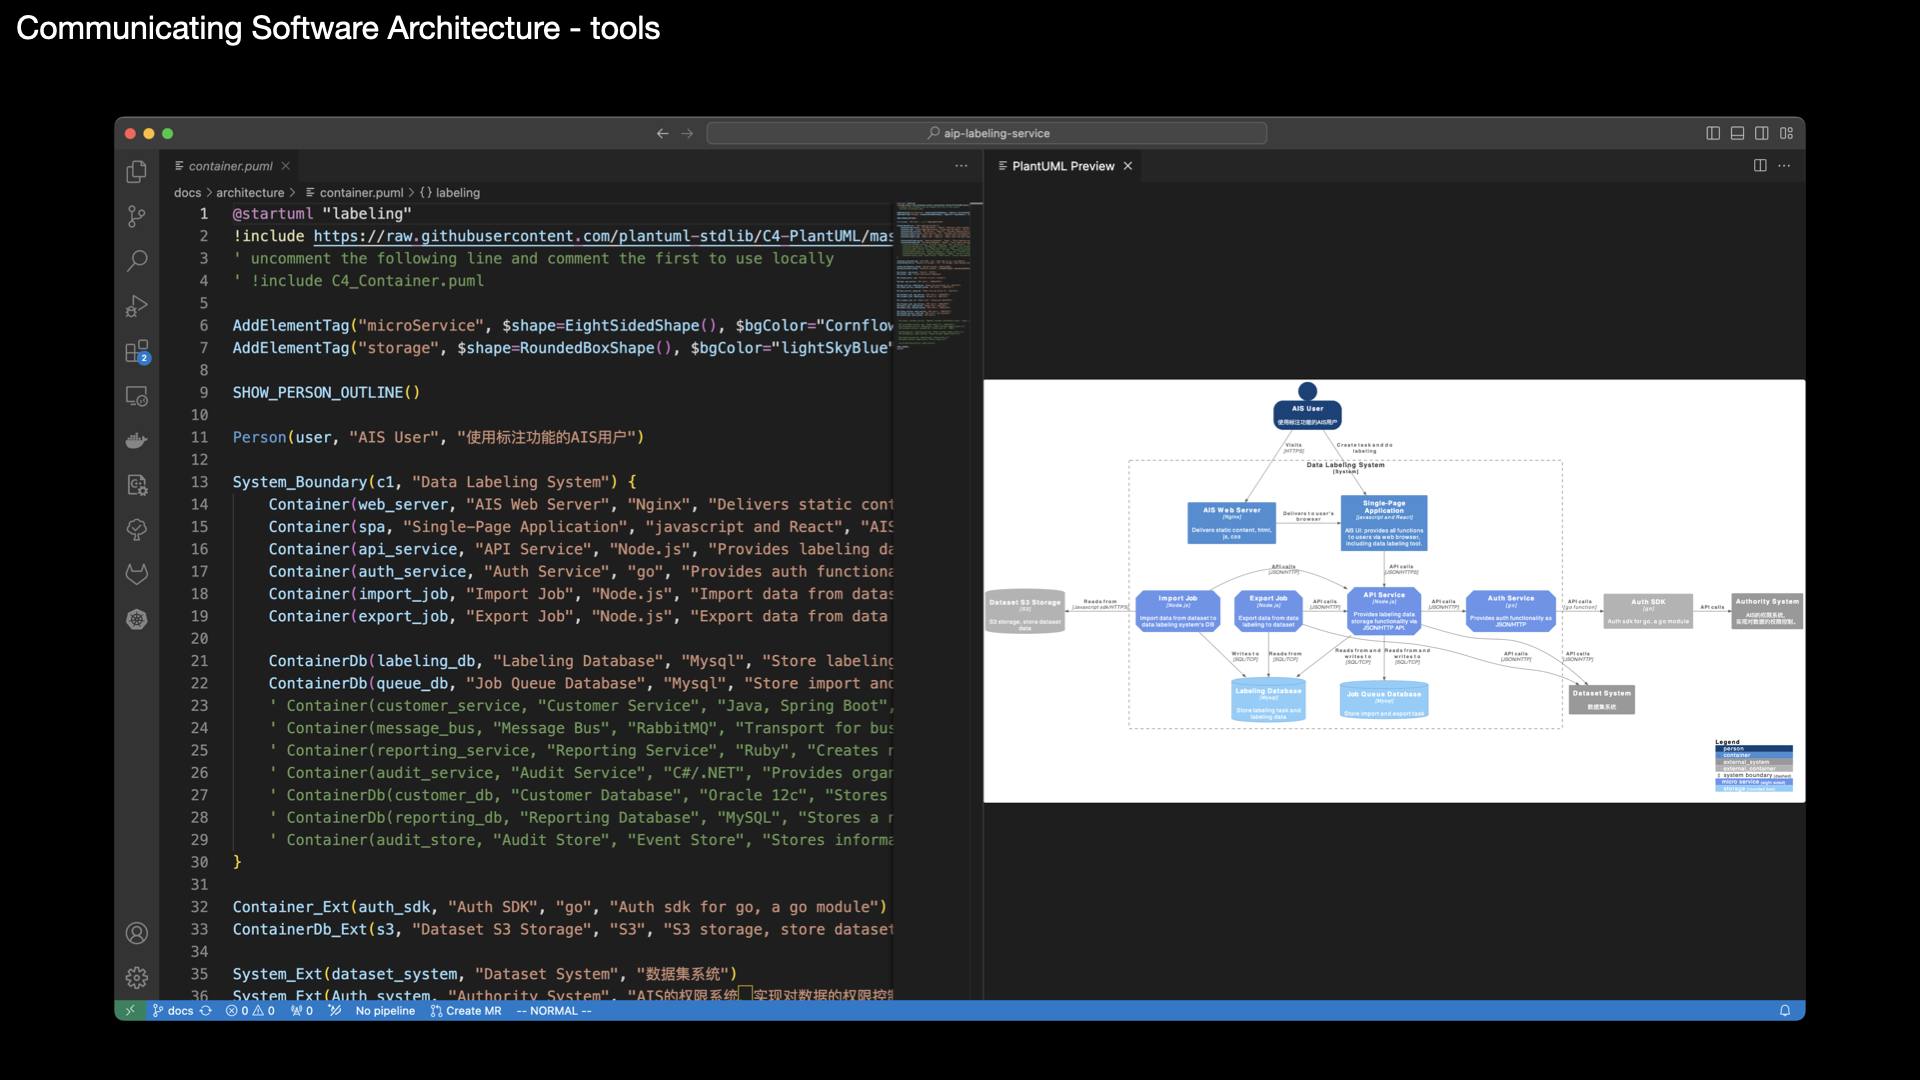 Communicating Software Architecture - tools
aip-labeling-service
container.puml
PlantUML Preview
docs > architecture > container.puml > {} labeling
1 @startuml "labeling"
2 !include https://raw.githubusercontent.com/plantuml-stdlib/C4-PlantUML/mas
3 ' uncomment the following line and comment the first to use locally
4 ' !include C4_Container.puml
5
6 AddElementTag("microService", $shape=EightSidedShape(), $bgColor="Cornflow
7 AddElementTag("storage", $shape=RoundedBoxShape(), $bgColor="lightSkyBlue"
8
9 SHOW_PERSON_OUTLINE()
10
11 Person(user, "AIS User", "使用标注功能的AIS用户")
12
13 System_Boundary(c1, "Data Labeling System") {
14 Container(web_server, "AIS Web Server", "Nginx", "Delivers static cont
15 Container(spa, "Single-Page Application", "javascript and React", "AIS
16 Container(api_service, "API Service", "Node.js", "Provides labeling da
17 Container(auth_service, "Auth Service", "go", "Provides auth functiona
18 Container(import_job, "Import Job", "Node.js", "Import data from datas
19 Container(export_job, "Export Job", "Node.js", "Export data from data
20
21 ContainerDb(labeling_db, "Labeling Database", "Mysql", "Store labeling
22 ContainerDb(queue_db, "Job Queue Database", "Mysql", "Store import and
23 ' Container(customer_service, "Customer Service", "Java, Spring Boot",
24 ' Container(message_bus, "Message Bus", "RabbitMQ", "Transport for bus
25 ' Container(reporting_service, "Reporting Service", "Ruby", "Creates r
26 ' Container(audit_service, "Audit Service", "C#/.NET", "Provides organ
27 ' ContainerDb(customer_db, "Customer Database", "Oracle 12c", "Stores
28 ' ContainerDb(reporting_db, "Reporting Database", "MySQL", "Stores a r
29 ' Container(audit_store, "Audit Store", "Event Store", "Stores informa
30 }
31
32 Container_Ext(auth_sdk, "Auth SDK", "go", "Auth sdk for go, a go module")
33 ContainerDb_Ext(s3, "Dataset S3 Storage", "S3", "S3 storage, store dataset
34
35 System_Ext(dataset_system, "Dataset System", "数据集系统")
36 System_Ext(Auth_system, "Authority System", "AIS的权限系统 实现对数据的权限控制
AIS User
使用标注功能的AIS用户
Visits
[HTTPS]
Create task and do
labeling
Data Labeling System
[System]
AIS Web Server
[Nginx]
Delivers static content, html,
js, css
Delivers to user's
browser
Single-Page
Application
[javascript and React]
AIS UI: provides all functions
to users via web browser,
including data labeling tool.
API calls
[JSON/HTTPS]
API calls
[JSON/HTTP]
Dataset S3 Storage
[S3]
S3 storage, store dataset
data
Reads from
[javascript sdk/HTTPS]
Import Job
[Node.js]
Import data from dataset to
data labeling system's DB
Export Job
[Node.js]
Export data from data
labeling to dataset
API calls
[JSON/HTTP]
API Service
[Node.js]
Provides labeling data
storage functionality via
JSON/HTTP API.
API calls
[JSON/HTTP]
Auth Service
[go]
Provides auth functionality as
JSON/HTTP
API calls
[go function]
Auth SDK
[go]
Auth sdk for go, a go module
API calls
Authority System
AIS的权限系统,
实现对数据的权限控制。
Writes to
[SQL/TCP]
Reads from
[SQL/TCP]
Reads from and
writes to
[SQL/TCP]
Reads from and
writes to
[SQL/TCP]
API calls
[JSON/HTTP]
API calls
[JSON/HTTP]
Labeling Database
[Mysql]
Store labeling task and
labeling data
Job Queue Database
[Mysql]
Store import and export task
Dataset System
数据集系统
Legend
person
container
external_system
external_container
system boundary (dashed)
micro service (eight sided)
storage (rounded box)
2
docs 0 0 0 No pipeline Create MR -- NORMAL --